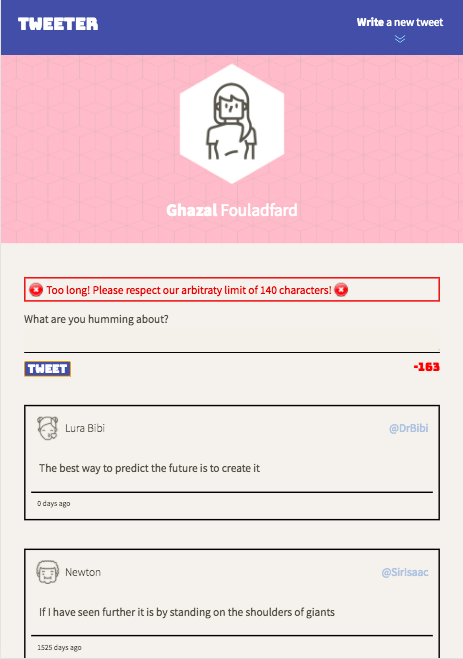 TWEETER
Write a new tweet
Ghazal Fouladfard
Too long! Please respect our arbitraty limit of 140 characters!
What are you humming about?
TWEET
-163
Lura Bibi
@DrBibi
The best way to predict the future is to create it
0 days ago
Newton
@SirIsaac
If I have seen further it is by standing on the shoulders of giants
1525 days ago